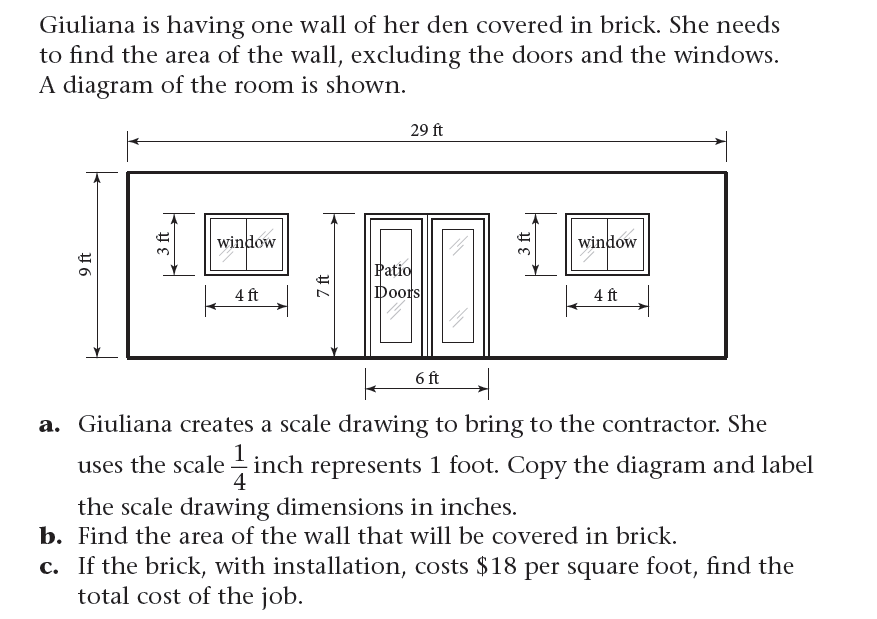 Giuliana is having one wall of her den covered in brick. She needs
to find the area of the wall, excluding the doors and the windows.
A diagram of the room is shown.
29 ft
9 ft
3 ft
window
4 ft
7 ft
Patio
Doors
6 ft
3 ft
window
4 ft
a. Giuliana creates a scale drawing to bring to the contractor. She
uses the scale 1/4 inch represents 1 foot. Copy the diagram and label
the scale drawing dimensions in inches.
b. Find the area of the wall that will be covered in brick.
c. If the brick, with installation, costs $18 per square foot, find the
total cost of the job.